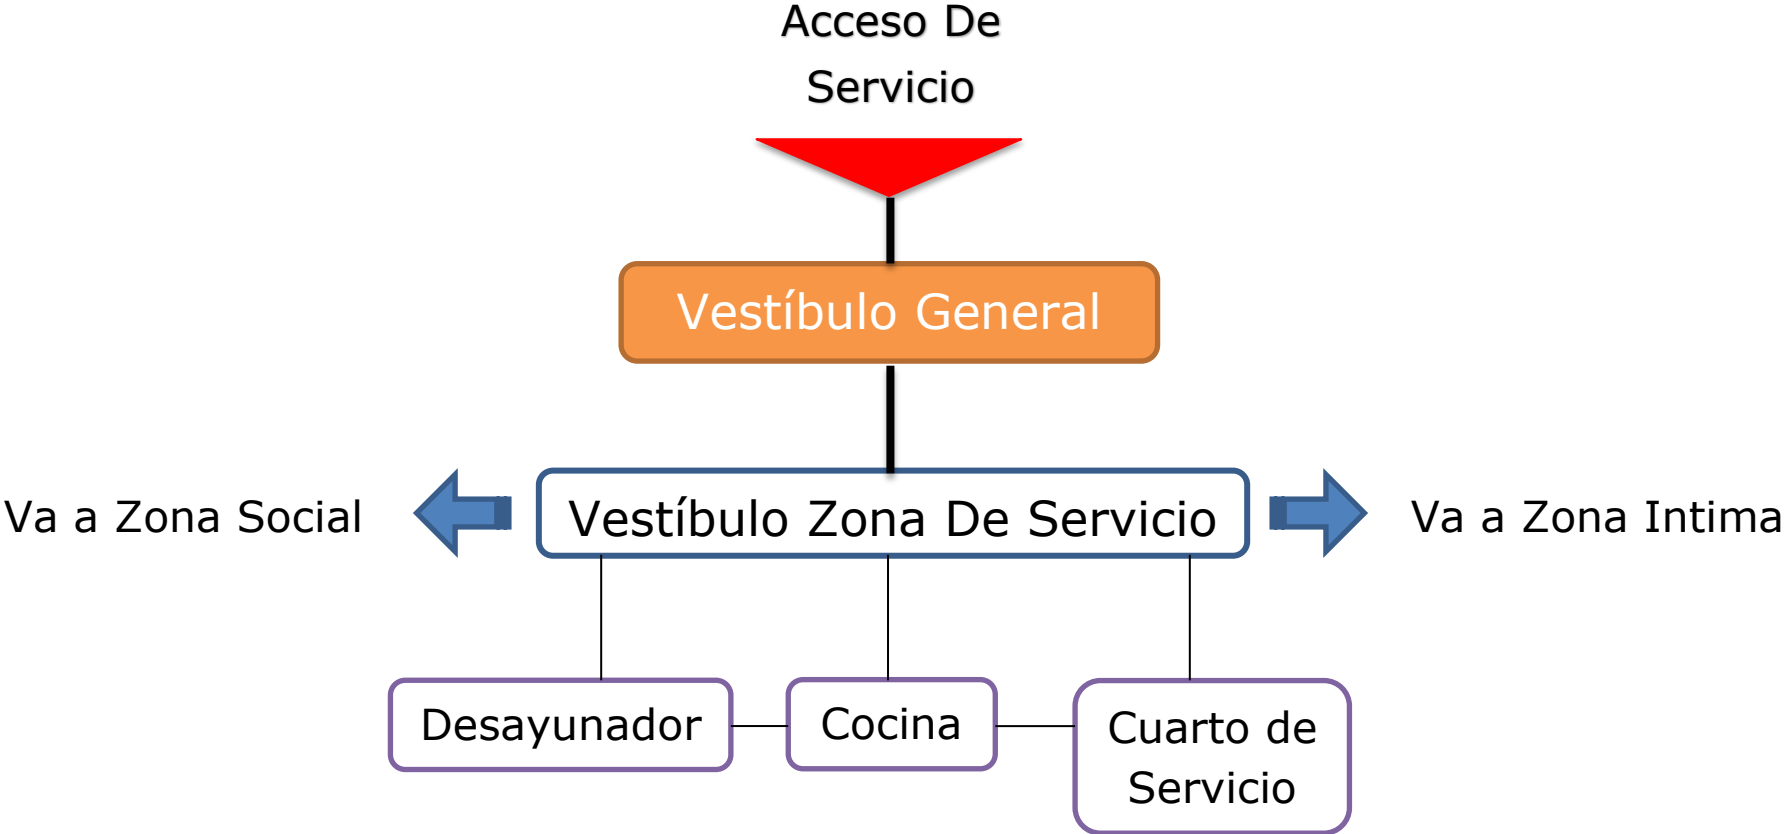 Acceso De
Servicio
Vestíbulo General
Va a Zona Social
Vestíbulo Zona De Servicio
Va a Zona Intima
Desayunador
Cocina
Cuarto de
Servicio